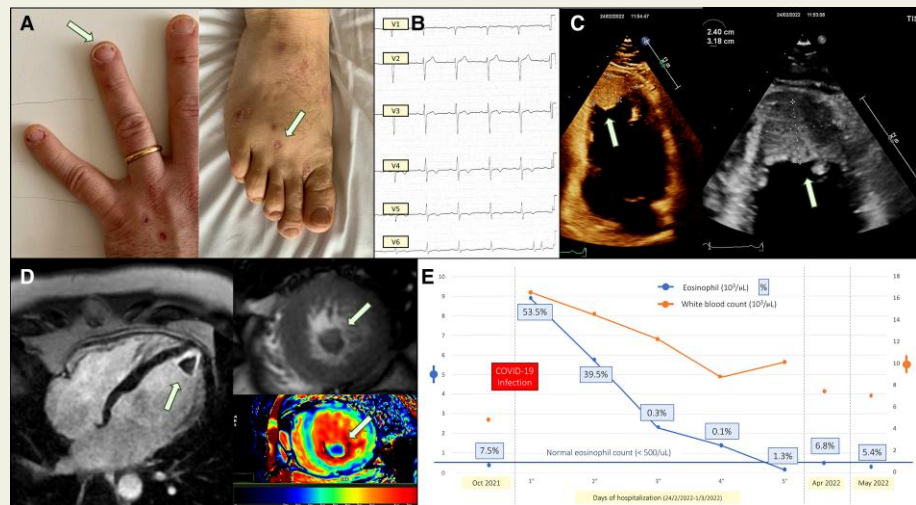 A
B
V1
V2
V3
V4
V5
V6
C
24/02/2022 11:54:47
2.40 cm
3.18 cm
24/02/2022 11:53:08
D
E
Eosinophil (10³/μL) %
White blood count (10³/μL)
10
9
8
7
6
5
4
3
2
1
0
18
16
14
12
10
8
6
4
2
0
53.5%
39.5%
0.3%
0.1%
1.3%
7.5%
6.8%
5.4%
COVID-19
Infection
Normal eosinophil count (< 500/uL)
Oct 2021
1°
2°
3°
4°
5°
Apr 2022
May 2022
Days of hospitalization (24/2/2022-1/3/2022)